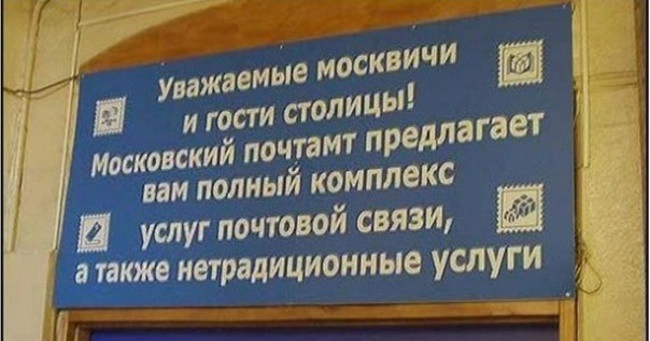 Уважаемые москвичи
и гости столицы!
Московский почтамт предлагает
вам полный комплекс
услуг почтовой связи,
а также нетрадиционные услуги